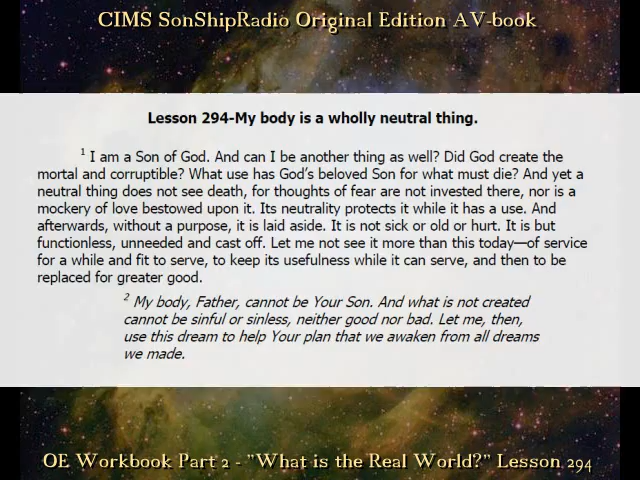 CIMS SonShipRadio Original Edition AV-book
Lesson 294-My body is a wholly neutral thing.
1 I am a Son of God. And can I be another thing as well? Did God create the
mortal and corruptible? What use has God's beloved Son for what must die? And yet a
neutral thing does not see death, for thoughts of fear are not invested there, nor is a
mockery of love bestowed upon it. Its neutrality protects it while it has a use. And
afterwards, without a purpose, it is laid aside. It is not sick or old or hurt. It is but
functionless, unneeded and cast off. Let me not see it more than this today—of service
for a while and fit to serve, to keep its usefulness while it can serve, and then to be
replaced for greater good.
2 My body, Father, cannot be Your Son. And what is not created
cannot be sinful or sinless, neither good nor bad. Let me, then,
use this dream to help Your plan that we awaken from all dreams
we made.
OE Workbook Part 2 - "What is the Real World?" Lesson 294